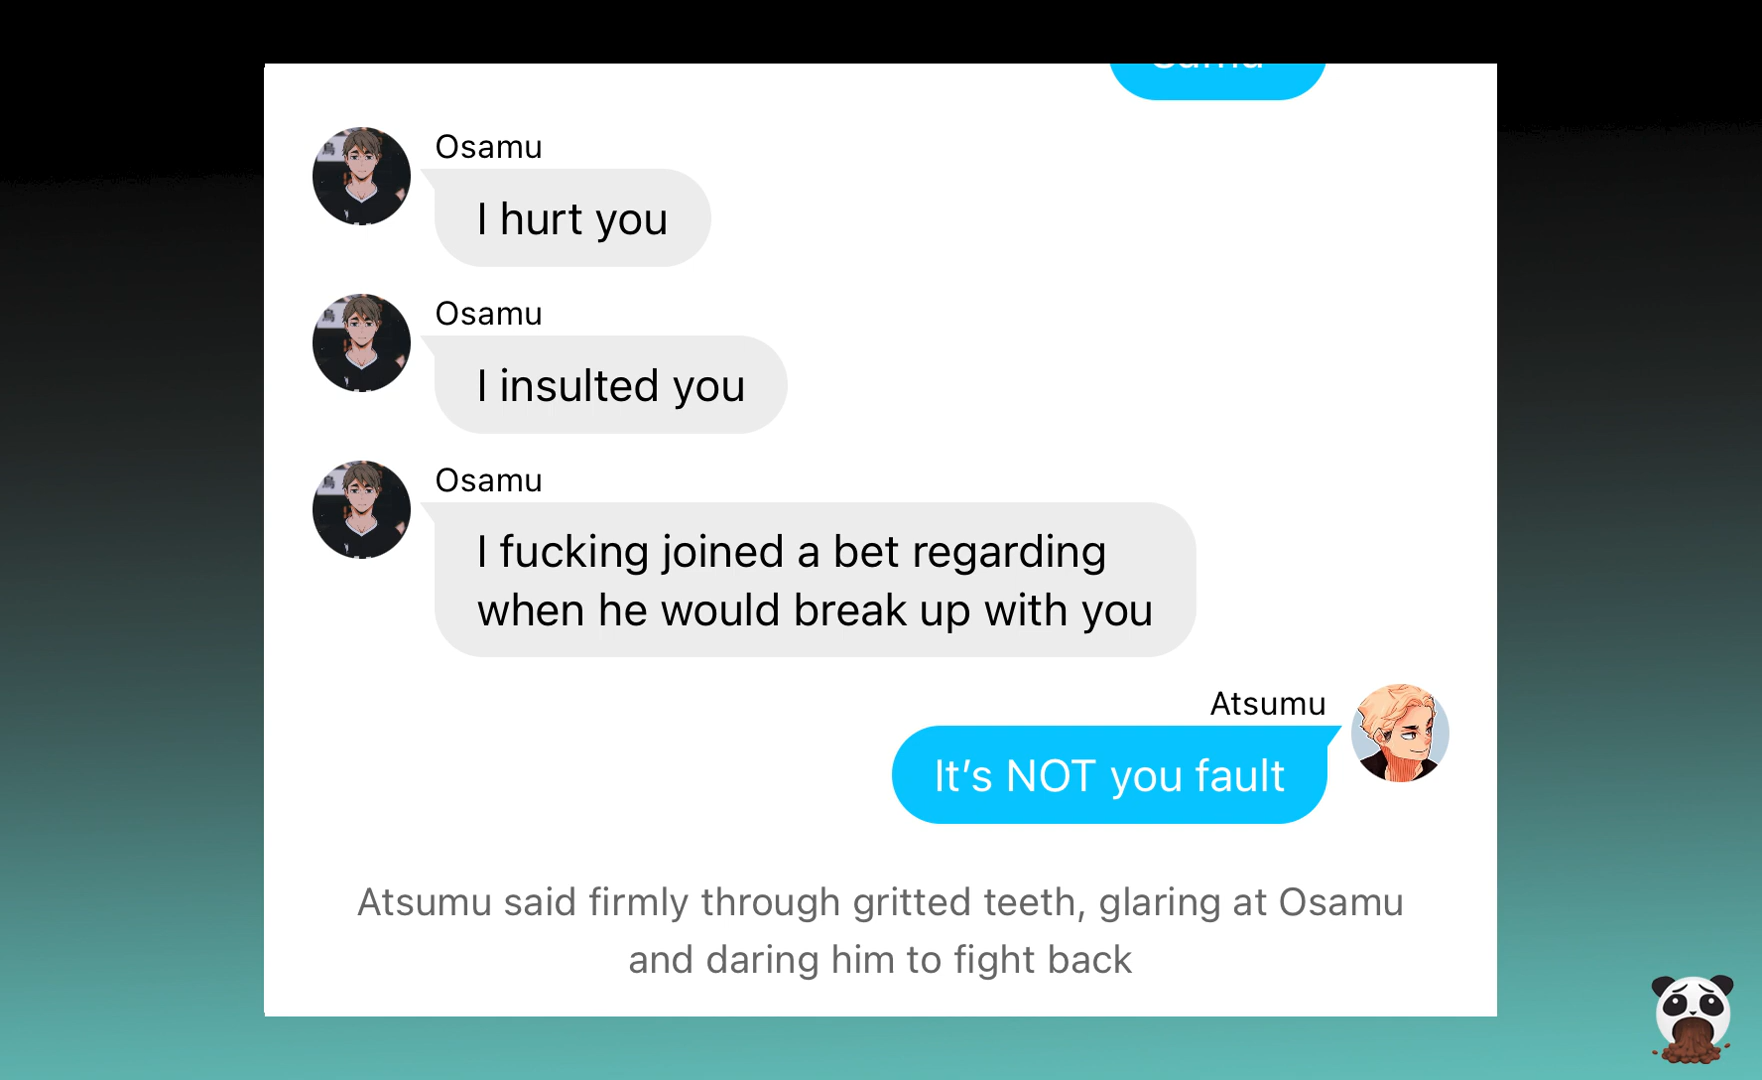 Osamu
I hurt you
Osamu
I insulted you
Osamu
I fucking joined a bet regarding
when he would break up with you
Atsumu
It's NOT you fault
Atsumu said firmly through gritted teeth, glaring at Osamu
and daring him to fight back